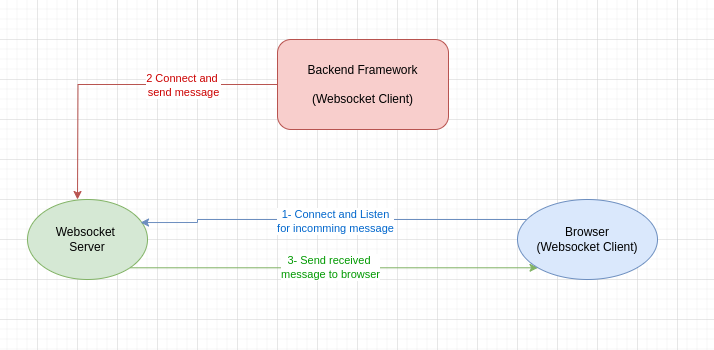 Backend Framework
(Websocket Client)
2 Connect and
send message
1- Connect and Listen
for incomming message
Websocket
Server
Browser
(Websocket Client)
3- Send received
message to browser